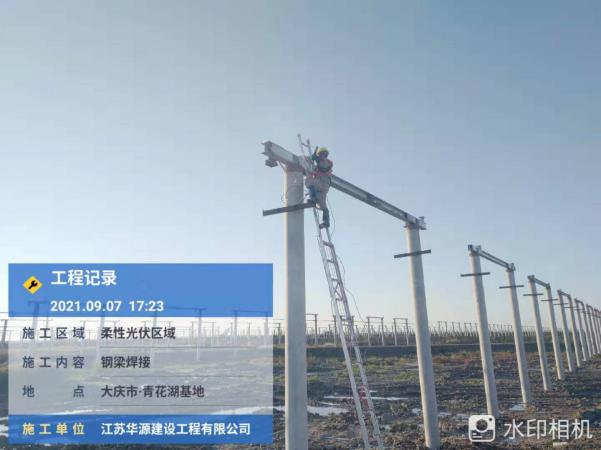 工程记录
2021.09.07 17:23
施工区域 柔性光伏区域
施工内容 钢梁焊接
地点 大庆市·青花湖基地
施工单位 江苏华源建设工程有限公司
水印相机